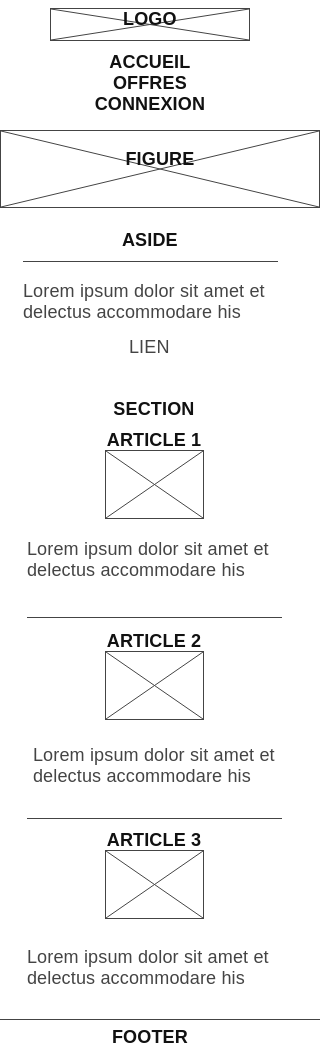 LOGO
ACCUEIL
OFFRES
CONNEXION
FIGURE
ASIDE
Lorem ipsum dolor sit amet et
delectus accommodare his
LIEN
SECTION
ARTICLE 1
Lorem ipsum dolor sit amet et
delectus accommodare his
ARTICLE 2
Lorem ipsum dolor sit amet et
delectus accommodare his
ARTICLE 3
Lorem ipsum dolor sit amet et
delectus accommodare his
FOOTER